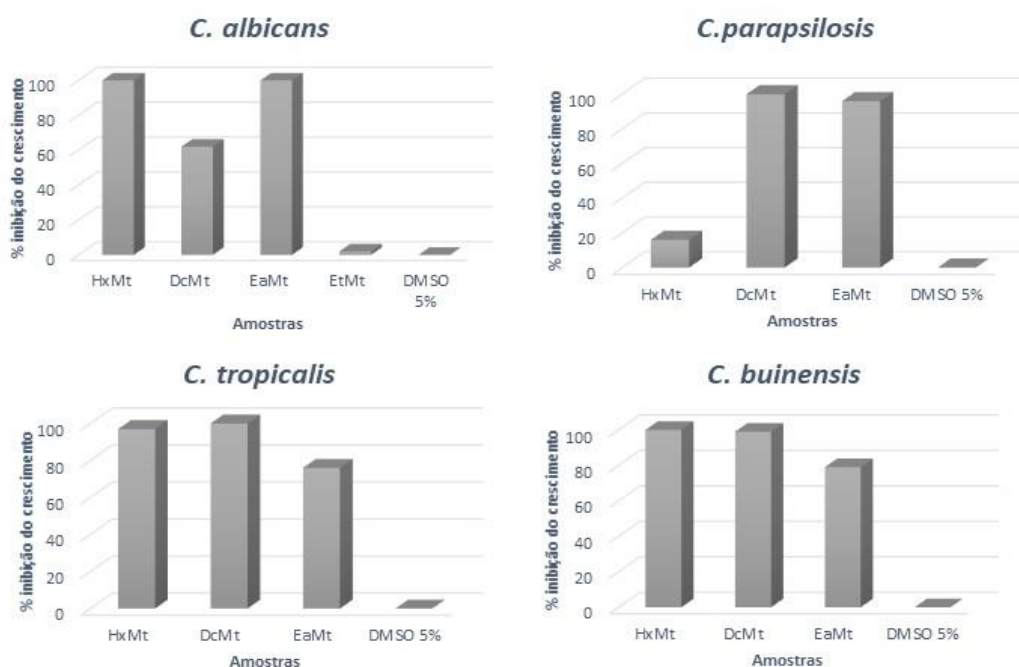 C. albicans
% inibição do crescimento
100
80
60
40
20
0
HxMt DcMt EaMt EtMt DMSO
5%
Amostras
C.parapsilosis
% inibição do crescimento
100
80
60
40
20
0
HxMt DcMt EaMt DMSO 5%
Amostras
C. tropicalis
% inibição do crescimento
100
80
60
40
20
0
HxMt DcMt EaMt DMSO 5%
Amostras
C. buinensis
% inibição do crescimento
100
80
60
40
20
0
HxMt DcMt EaMt DMSO 5%
Amostras